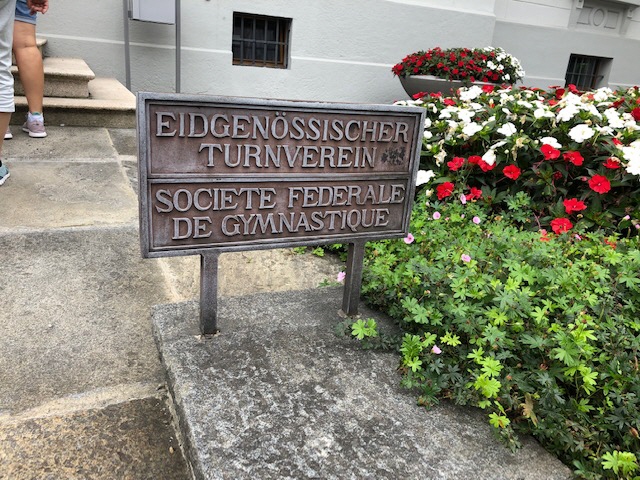 EIDGENÖSSISCHER
TURNVEREIN
SOCIETE FEDERALE
DE GYMNASTIQUE